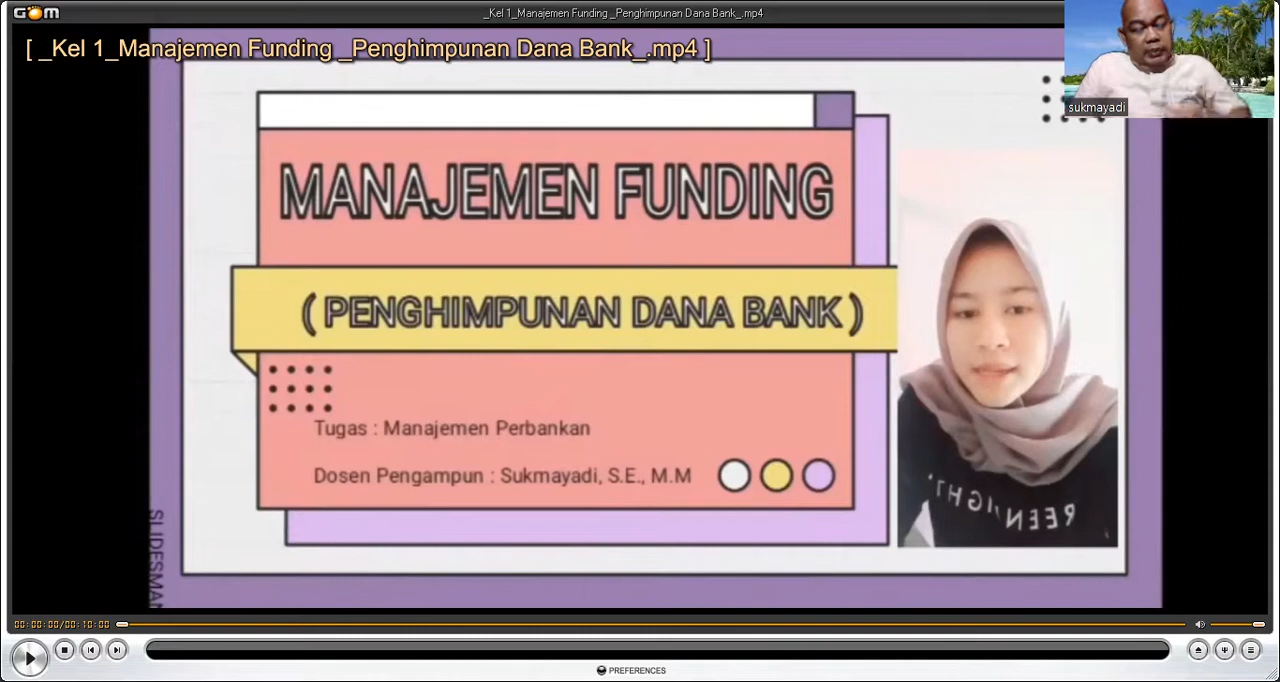 GOM
_Kel 1_Manajemen Funding _Penghimpunan Dana Bank_.mp4
[ _Kel 1_Manajemen Funding _Penghimpunan Dana Bank_.mp4 ]
sukmayadi
MANAJEMEN FUNDING
( PENGHIMPUNAN DANA BANK )
Tugas : Manajemen Perbankan
Dosen Pengampun : Sukmayadi, S.E., M.M
SLIDESMAN
00:00:00/00:10:00
PREFERENCES